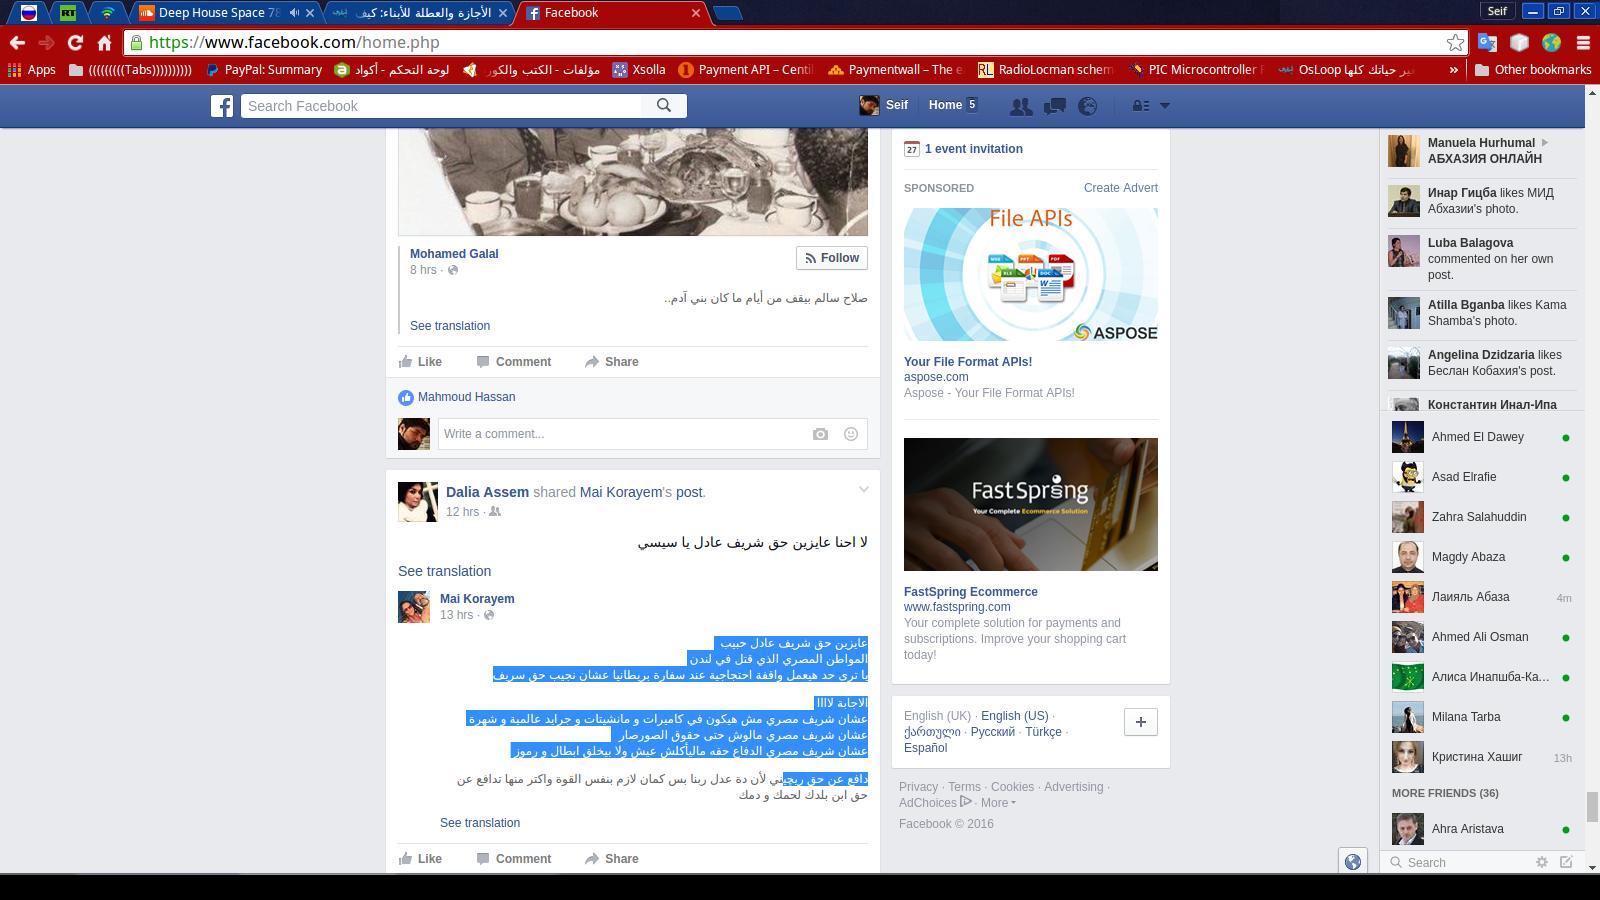 Deep House Space 78
الأجازة والعطلة للأبناء: كيف
Facebook
Seif
https://www.facebook.com/home.php
Apps
(((((((((Tabs))))))))))
PayPal: Summary
لوحة التحكم - أكواد
مؤلفات - الكتب والكور
Xsolla
Payment API – Centi
Paymentwall – The e
RadioLocman schem
PIC Microcontroller
OsLoop غير حياتك كلها
Other bookmarks
Search Facebook
Seif
Home 5
Mohamed Galal
8 hrs ·
Follow
صلاح سالم بيقف من أيام ما كان بني آدم..
See translation
Like Comment Share
Mahmoud Hassan
Write a comment...
Dalia Assem shared Mai Korayem's post.
12 hrs ·
لا احنا عايزين حق شريف عادل يا سيسي
See translation
Mai Korayem
13 hrs ·
عايزين حق شريف عادل حبيب
المواطن المصري الذي قتل في لندن
يا ترى حد هيعمل واقفة احتجاجية عند سفارة بريطانيا عشان نجيب حق سريف
الاجابة لاااا
عشان شريف مصري مش هيكون في كاميرات و مانشيتات و جرايد عالمية و شهرة
عشان شريف مصري مالوش حتى حقوق الصورصار
عشان شريف مصري الدفاع حقه مالبأكلش عيش ولا بيخلق ابطال و رموز
دافع عن حق ريجيني لأن دة عدل ربنا بس كمان لازم بنفس القوة واكتر منها تدافع عن
حق ابن بلدك لحمك و دمك
See translation
Like Comment Share
27 1 event invitation
SPONSORED Create Advert
File APIs
ASPOSE
Your File Format APIs!
aspose.com
Aspose - Your File Format APIs!
FastSpring
Your Complete Ecommerce Solution
FastSpring Ecommerce
www.fastspring.com
Your complete solution for payments and
subscriptions. Improve your shopping cart
today!
English (UK) · English (US) ·
ქართული · Русский · Türkçe ·
Español
Privacy · Terms · Cookies · Advertising ·
AdChoices · More
Facebook © 2016
Manuela Hurhumal
АБХАЗИЯ ОНЛАЙН
Инар Гицба likes МИД
Абхазии's photo.
Luba Balagova
commented on her own
post.
Atilla Bganba likes Kama
Shamba's photo.
Angelina Dzidzaria likes
Беслан Кобахия's post.
Константин Инал-Ипа
Ahmed El Dawey
Asad Elrafie
Zahra Salahuddin
Magdy Abaza
Лаияль Абаза 4m
Ahmed Ali Osman
Алиса Инапшба-Ка...
Milana Tarba
Кристина Хашиг 13h
MORE FRIENDS (36)
Ahra Aristava
Search